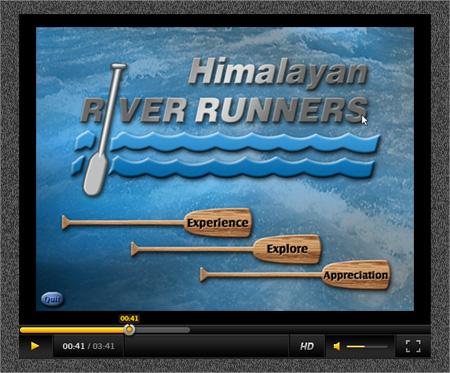 Himalayan
RIVER RUNNERS
Experience
Explore
Appreciation
Quit
00:41
00:41 / 03:41
HD